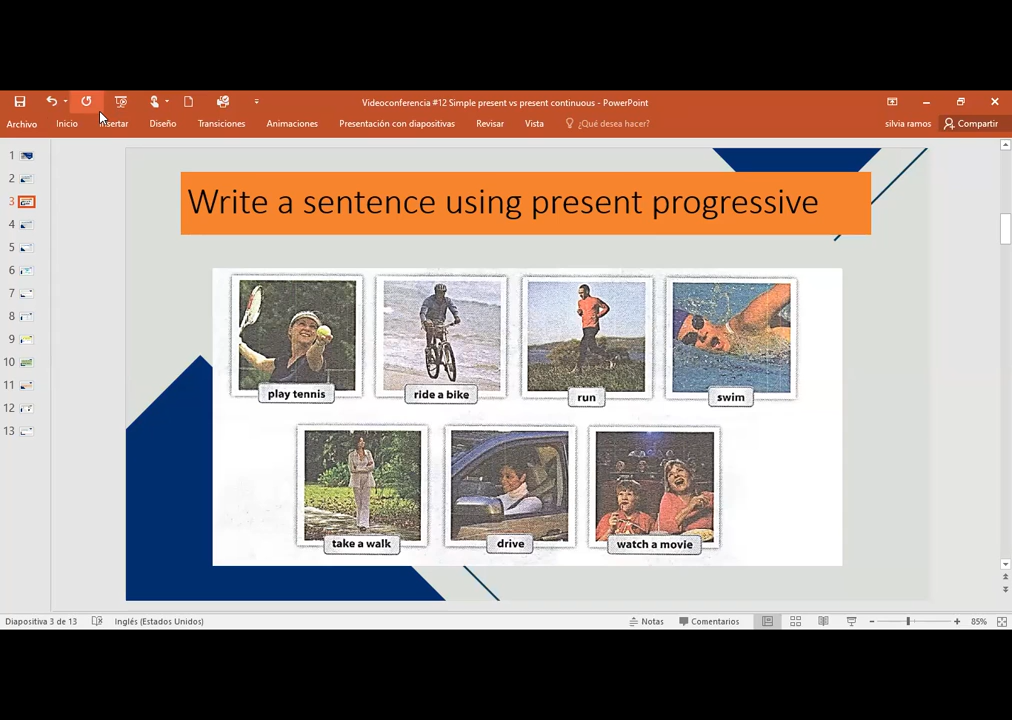 Videoconferencia #12 Simple present vs present continuous - PowerPoint
Archivo Inicio Insertar Diseño Transiciones Animaciones Presentación con diapositivas Revisar Vista ¿Qué desea hacer? silvia ramos Compartir
1
2
3
4
5
6
7
8
9
10
11
12
13
Write a sentence using present progressive
play tennis ride a bike run swim
take a walk drive watch a movie
Diapositiva 3 de 13 Inglés (Estados Unidos) Notas Comentarios 85%